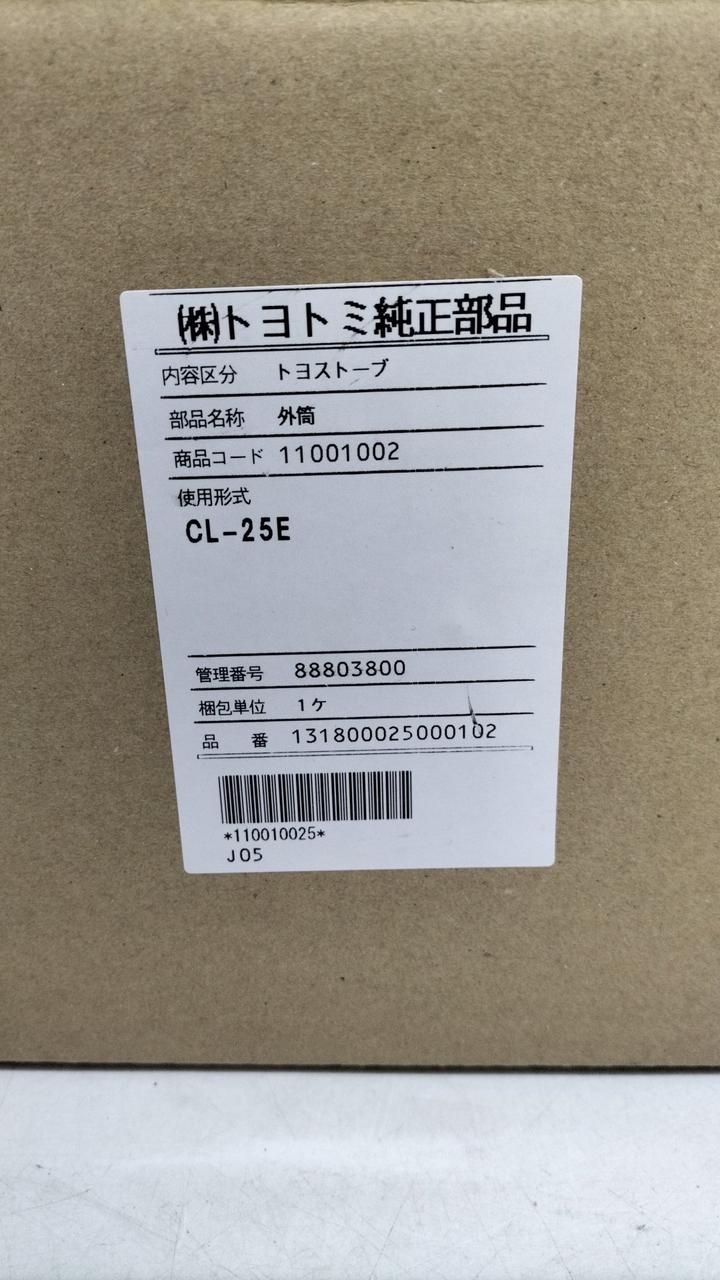 ㈱トヨトミ純正部品
内容区分 トヨストーブ
部品名称 外筒
商品コード 11001002
使用形式
CL-25E
管理番号 88803800
梱包単位 1ケ
品 番 131800025000102
*110010025*
J05